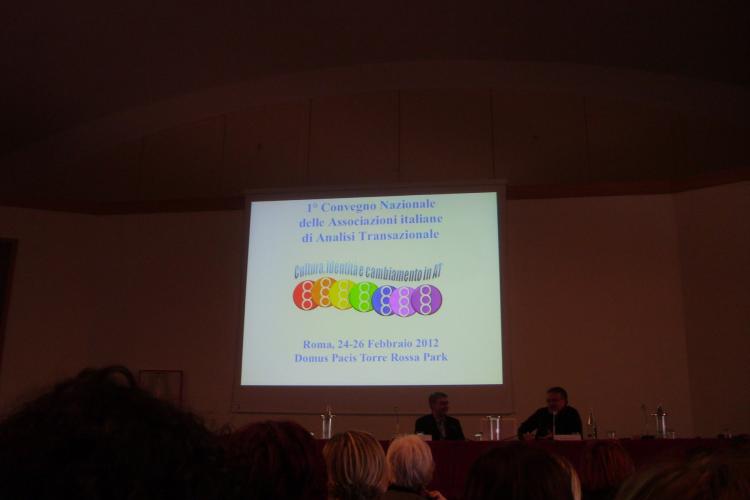 1° Convegno Nazionale
delle Associazioni italiane
di Analisi Transazionale
Cultura, identità e cambiamento in AT
Roma, 24-26 Febbraio 2012
Domus Pacis Torre Rossa Park